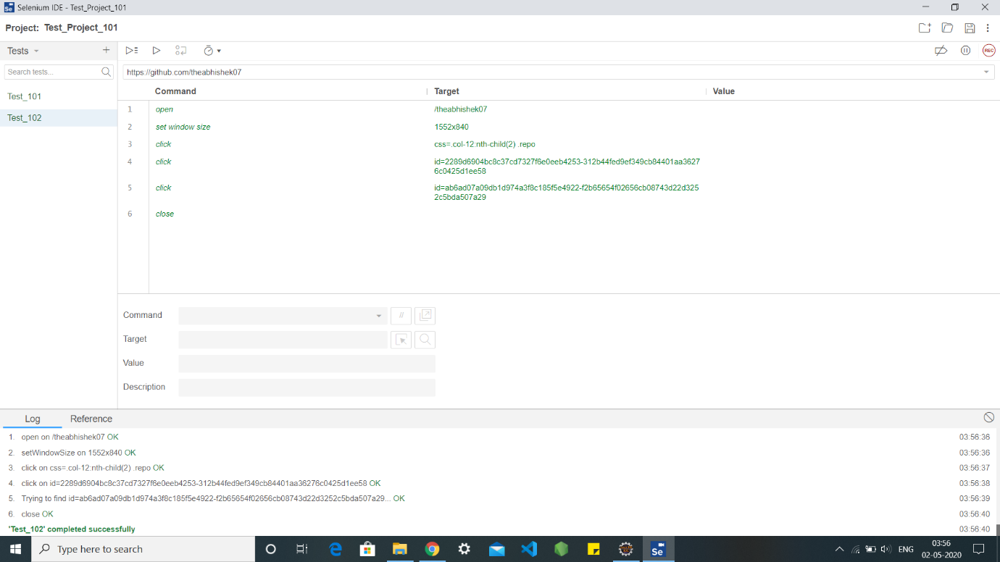 Selenium IDE - Test_Project_101
Project: Test_Project_101
Tests
Search tests...
Test_101
Test_102
REC
https://github.com/theabhishek07
Command Target Value
1 open /theabhishek07
2 set window size 1552x840
3 click css=.col-12:nth-child(2) .repo
4 click id=2289d6904bc8c37cd7327f6e0eeb4253-312b44fed9ef349cb84401aa3627
6c0425d1ee58
5 click id=ab6ad07a09db1d974a3f8c185f5e4922-f2b65654f02656cb08743d22d325
2c5bda507a29
6 close
Command //
Target
Value
Description
Log Reference
1. open on /theabhishek07 OK 03:56:36
2. setWindowSize on 1552x840 OK 03:56:36
3. click on css=.col-12:nth-child(2) .repo OK 03:56:37
4. click on id=2289d6904bc8c37cd7327f6e0eeb4253-312b44fed9ef349cb84401aa36276c0425d1ee58 OK 03:56:38
5. Trying to find id=ab6ad07a09db1d974a3f8c185f5e4922-f2b65654f02656cb08743d22d3252c5bda507a29... OK 03:56:39
6. close OK 03:56:40
'Test_102' completed successfully 03:56:40
Type here to search
Se
ENG
03:56
02-05-2020